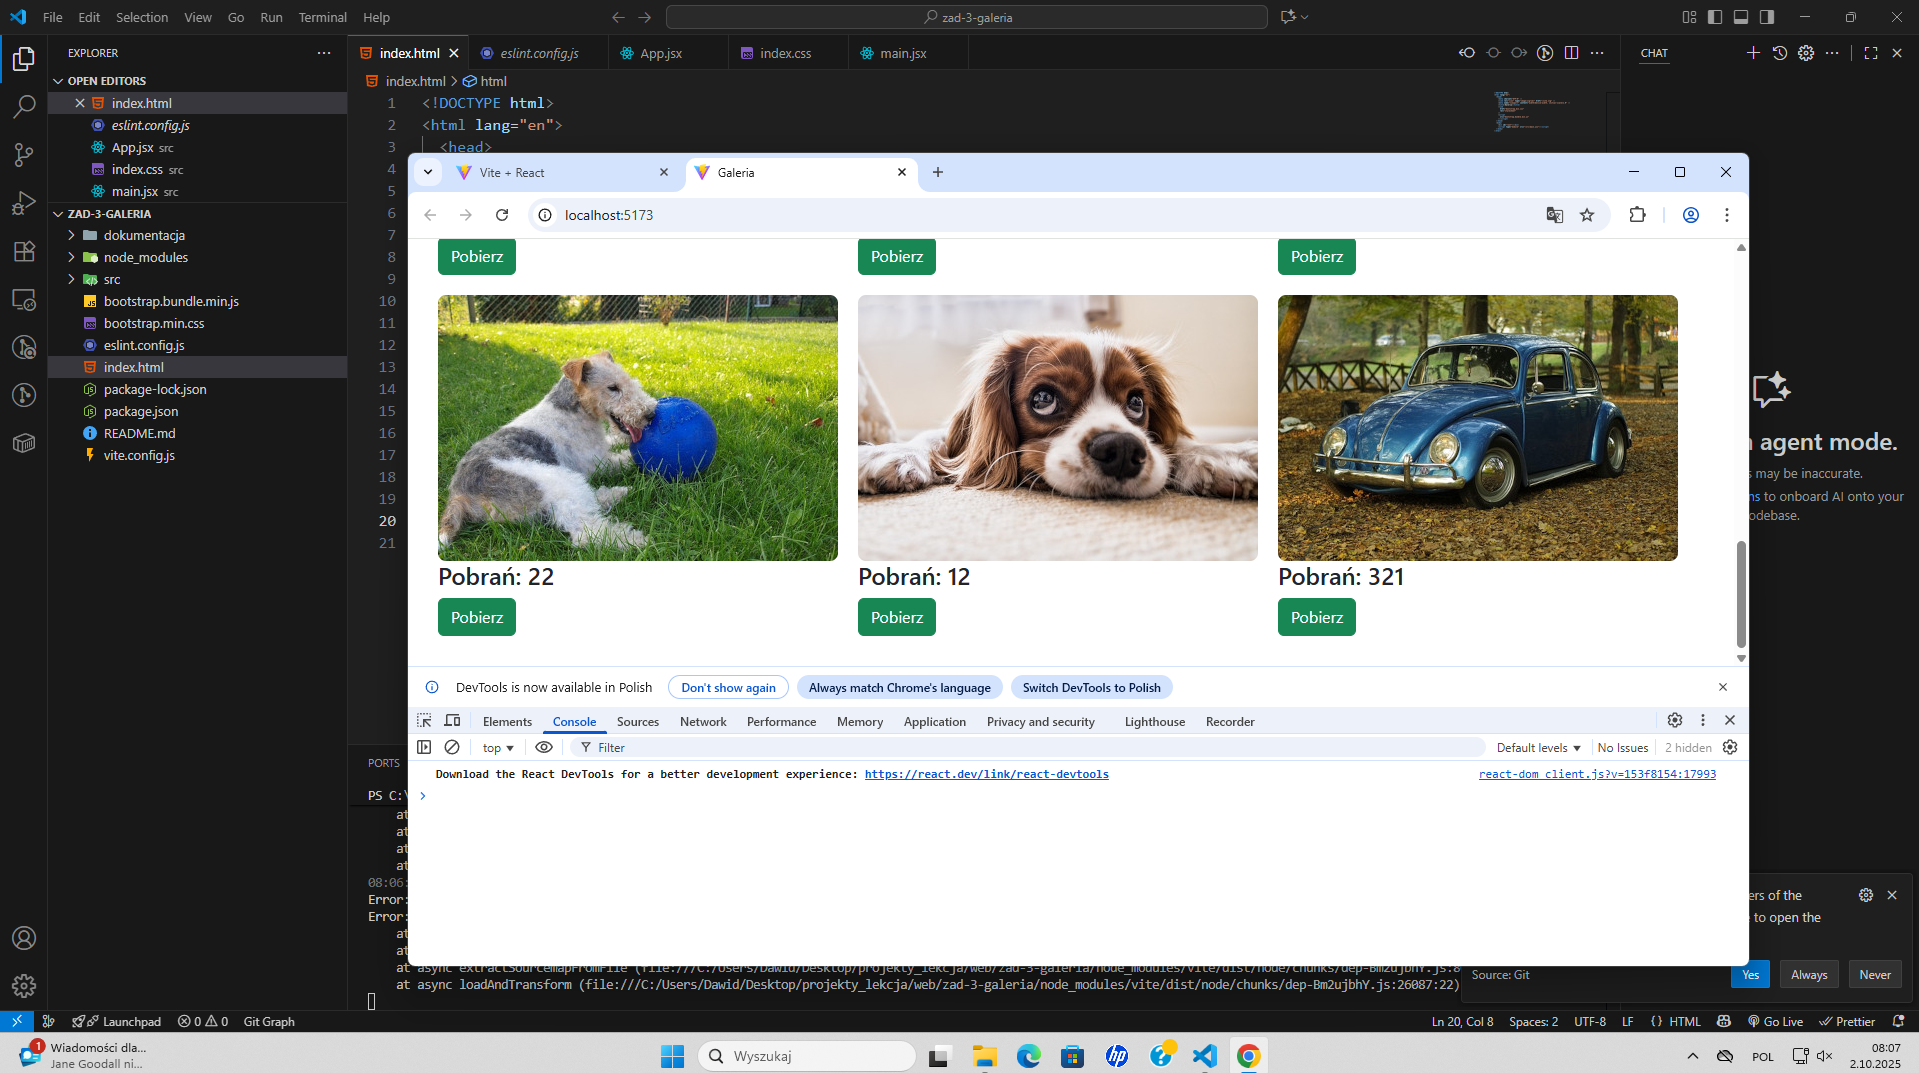 File Edit Selection View Go Run Terminal Help
zad-3-galeria
EXPLORER
OPEN EDITORS
index.html
eslint.config.js
App.jsx src
index.css src
main.jsx src
ZAD-3-GALERIA
dokumentacja
node_modules
src
bootstrap.bundle.min.js
bootstrap.min.css
eslint.config.js
index.html
package-lock.json
package.json
README.md
vite.config.js
index.html eslint.config.js App.jsx index.css main.jsx
index.html > html
1 <!DOCTYPE html>
2 <html lang="en">
3 <head>
4
5
6
7
8
9
10
11
12
13
14
15
16
17
18
19
20
21
CHAT
agent mode.
may be inaccurate.
to onboard AI onto your
Vite + React
Galeria
localhost:5173
Pobierz Pobierz Pobierz
Pobrań: 22 Pobrań: 12 Pobrań: 321
Pobierz Pobierz Pobierz
DevTools is now available in Polish Don't show again Always match Chrome's language Switch DevTools to Polish
Elements Console Sources Network Performance Memory Application Privacy and security Lighthouse Recorder
top Filter Default levels No Issues 2 hidden
Download the React DevTools for a better development experience: https://react.dev/link/react-devtools react-dom_client.js?v=153f8154:17993
PORTS
PS C:\
at
at
at
at
08:06:
Error:
Error:
at
at
at async extractSourcemapFromFile (file:///C:/Users/Dawid/Desktop/projekty_lekcja/web/zad-3-galeria/node_modules/vite/dist/node/chunks/dep-Bm2ujbhY.js:8
at async loadAndTransform (file:///C:/Users/Dawid/Desktop/projekty_lekcja/web/zad-3-galeria/node_modules/vite/dist/node/chunks/dep-Bm2ujbhY.js:26087:22)
of the
to open the
Source: Git Yes Always Never
Launchpad 0 0 Git Graph
Ln 20, Col 8 Spaces: 2 UTF-8 LF { } HTML Go Live Prettier
1
Wiadomości dla...
Jane Goodall ni...
Wyszukaj
POL
08:07
2.10.2025